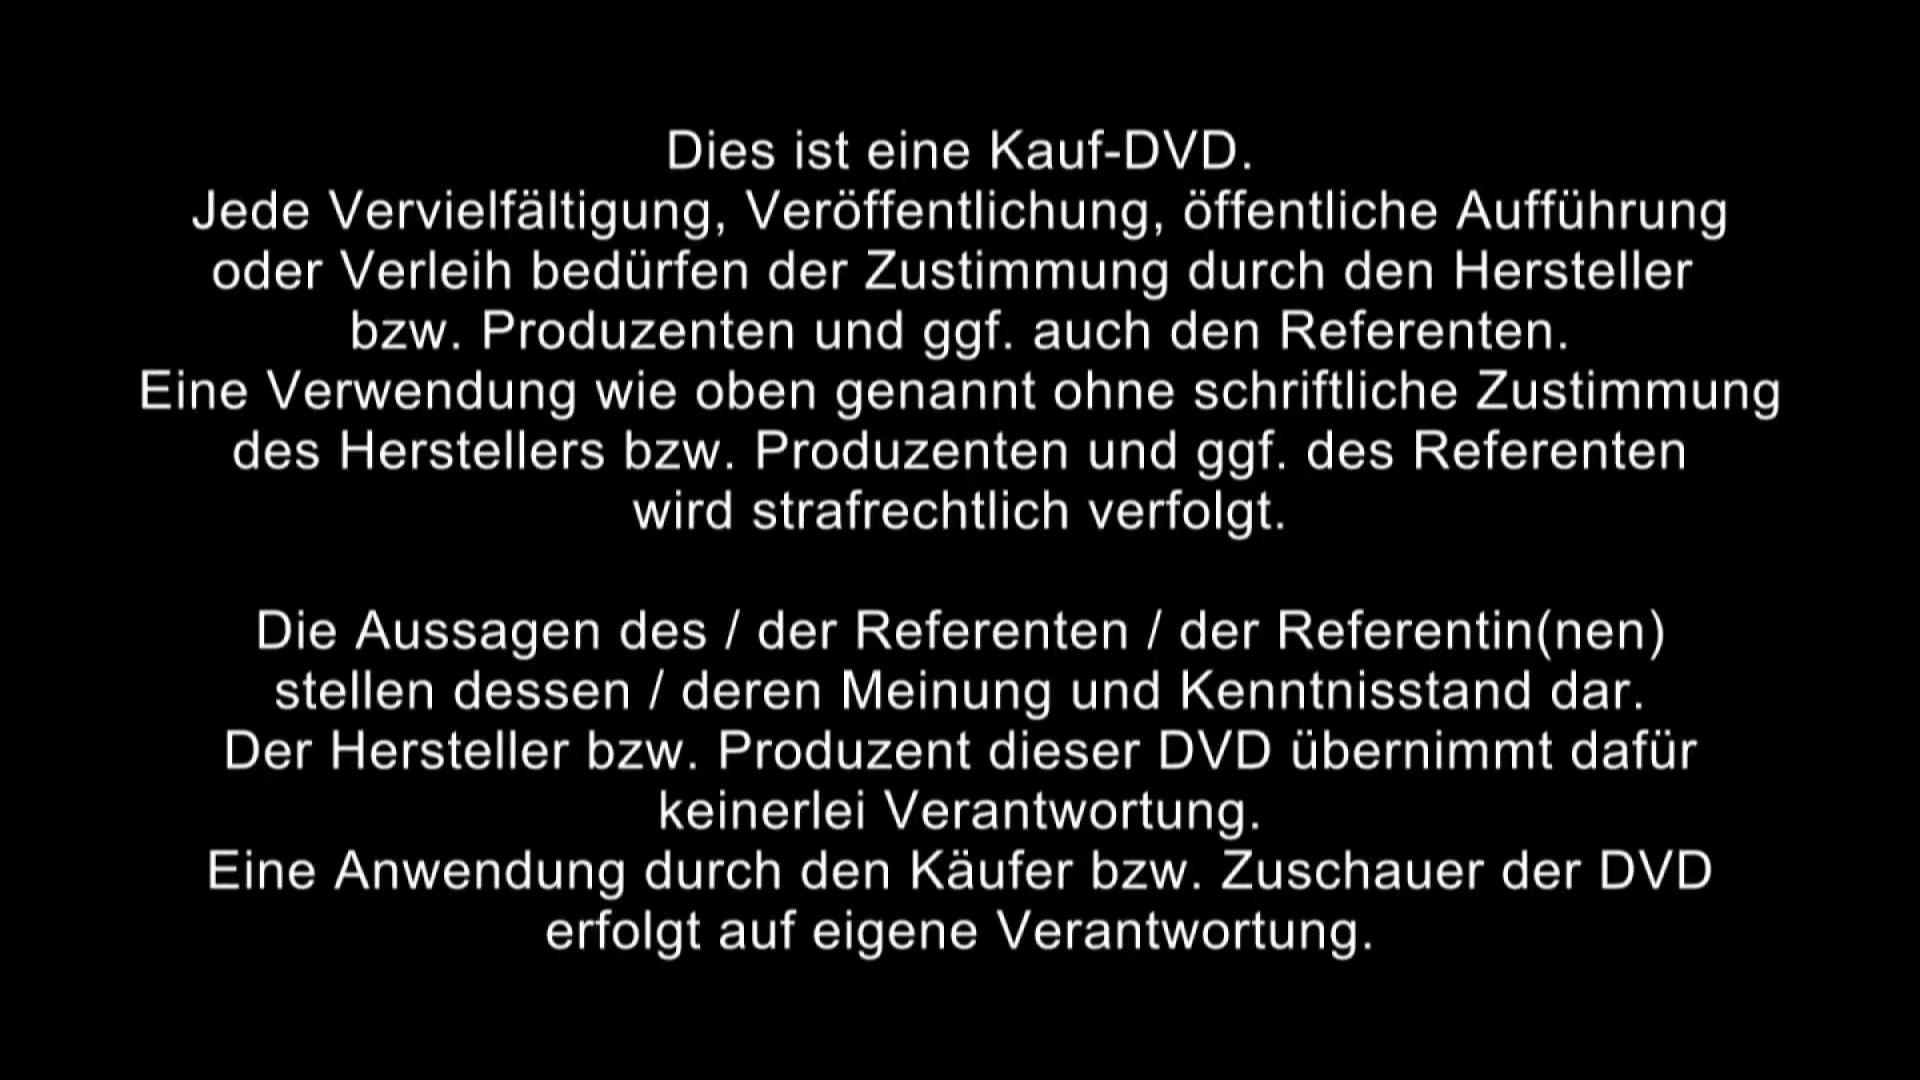 Dies ist eine Kauf-DVD.
Jede Vervielfältigung, Veröffentlichung, öffentliche Aufführung
oder Verleih bedürfen der Zustimmung durch den Hersteller
bzw. Produzenten und ggf. auch den Referenten.
Eine Verwendung wie oben genannt ohne schriftliche Zustimmung
des Herstellers bzw. Produzenten und ggf. des Referenten
wird strafrechtlich verfolgt.
Die Aussagen des / der Referenten / der Referentin(nen)
stellen dessen / deren Meinung und Kenntnisstand dar.
Der Hersteller bzw. Produzent dieser DVD übernimmt dafür
keinerlei Verantwortung.
Eine Anwendung durch den Käufer bzw. Zuschauer der DVD
erfolgt auf eigene Verantwortung.